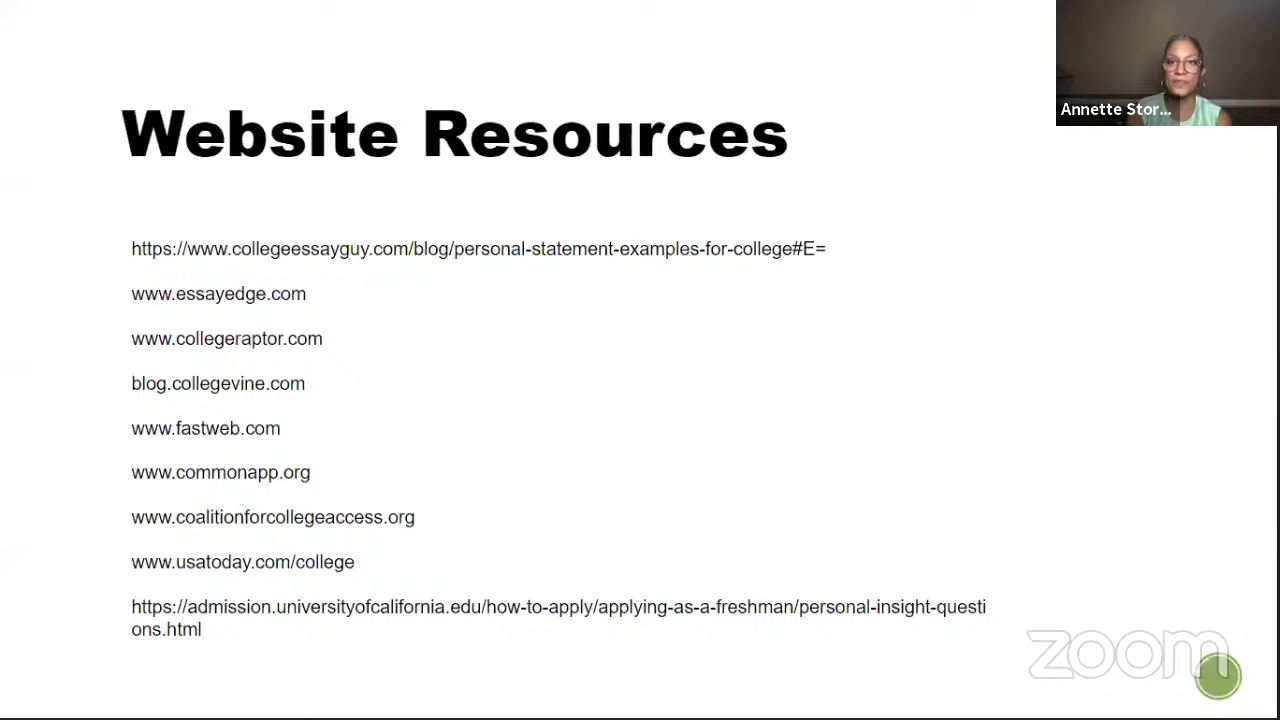 Annette Stor...
Website Resources
https://www.collegeessayguy.com/blog/personal-statement-examples-for-college#E=
www.essayedge.com
www.collegeraptor.com
blog.collegevine.com
www.fastweb.com
www.commonapp.org
www.coalitionforcollegeaccess.org
www.usatoday.com/college
https://admission.universityofcalifornia.edu/how-to-apply/applying-as-a-freshman/personal-insight-questi
ons.html
zoom